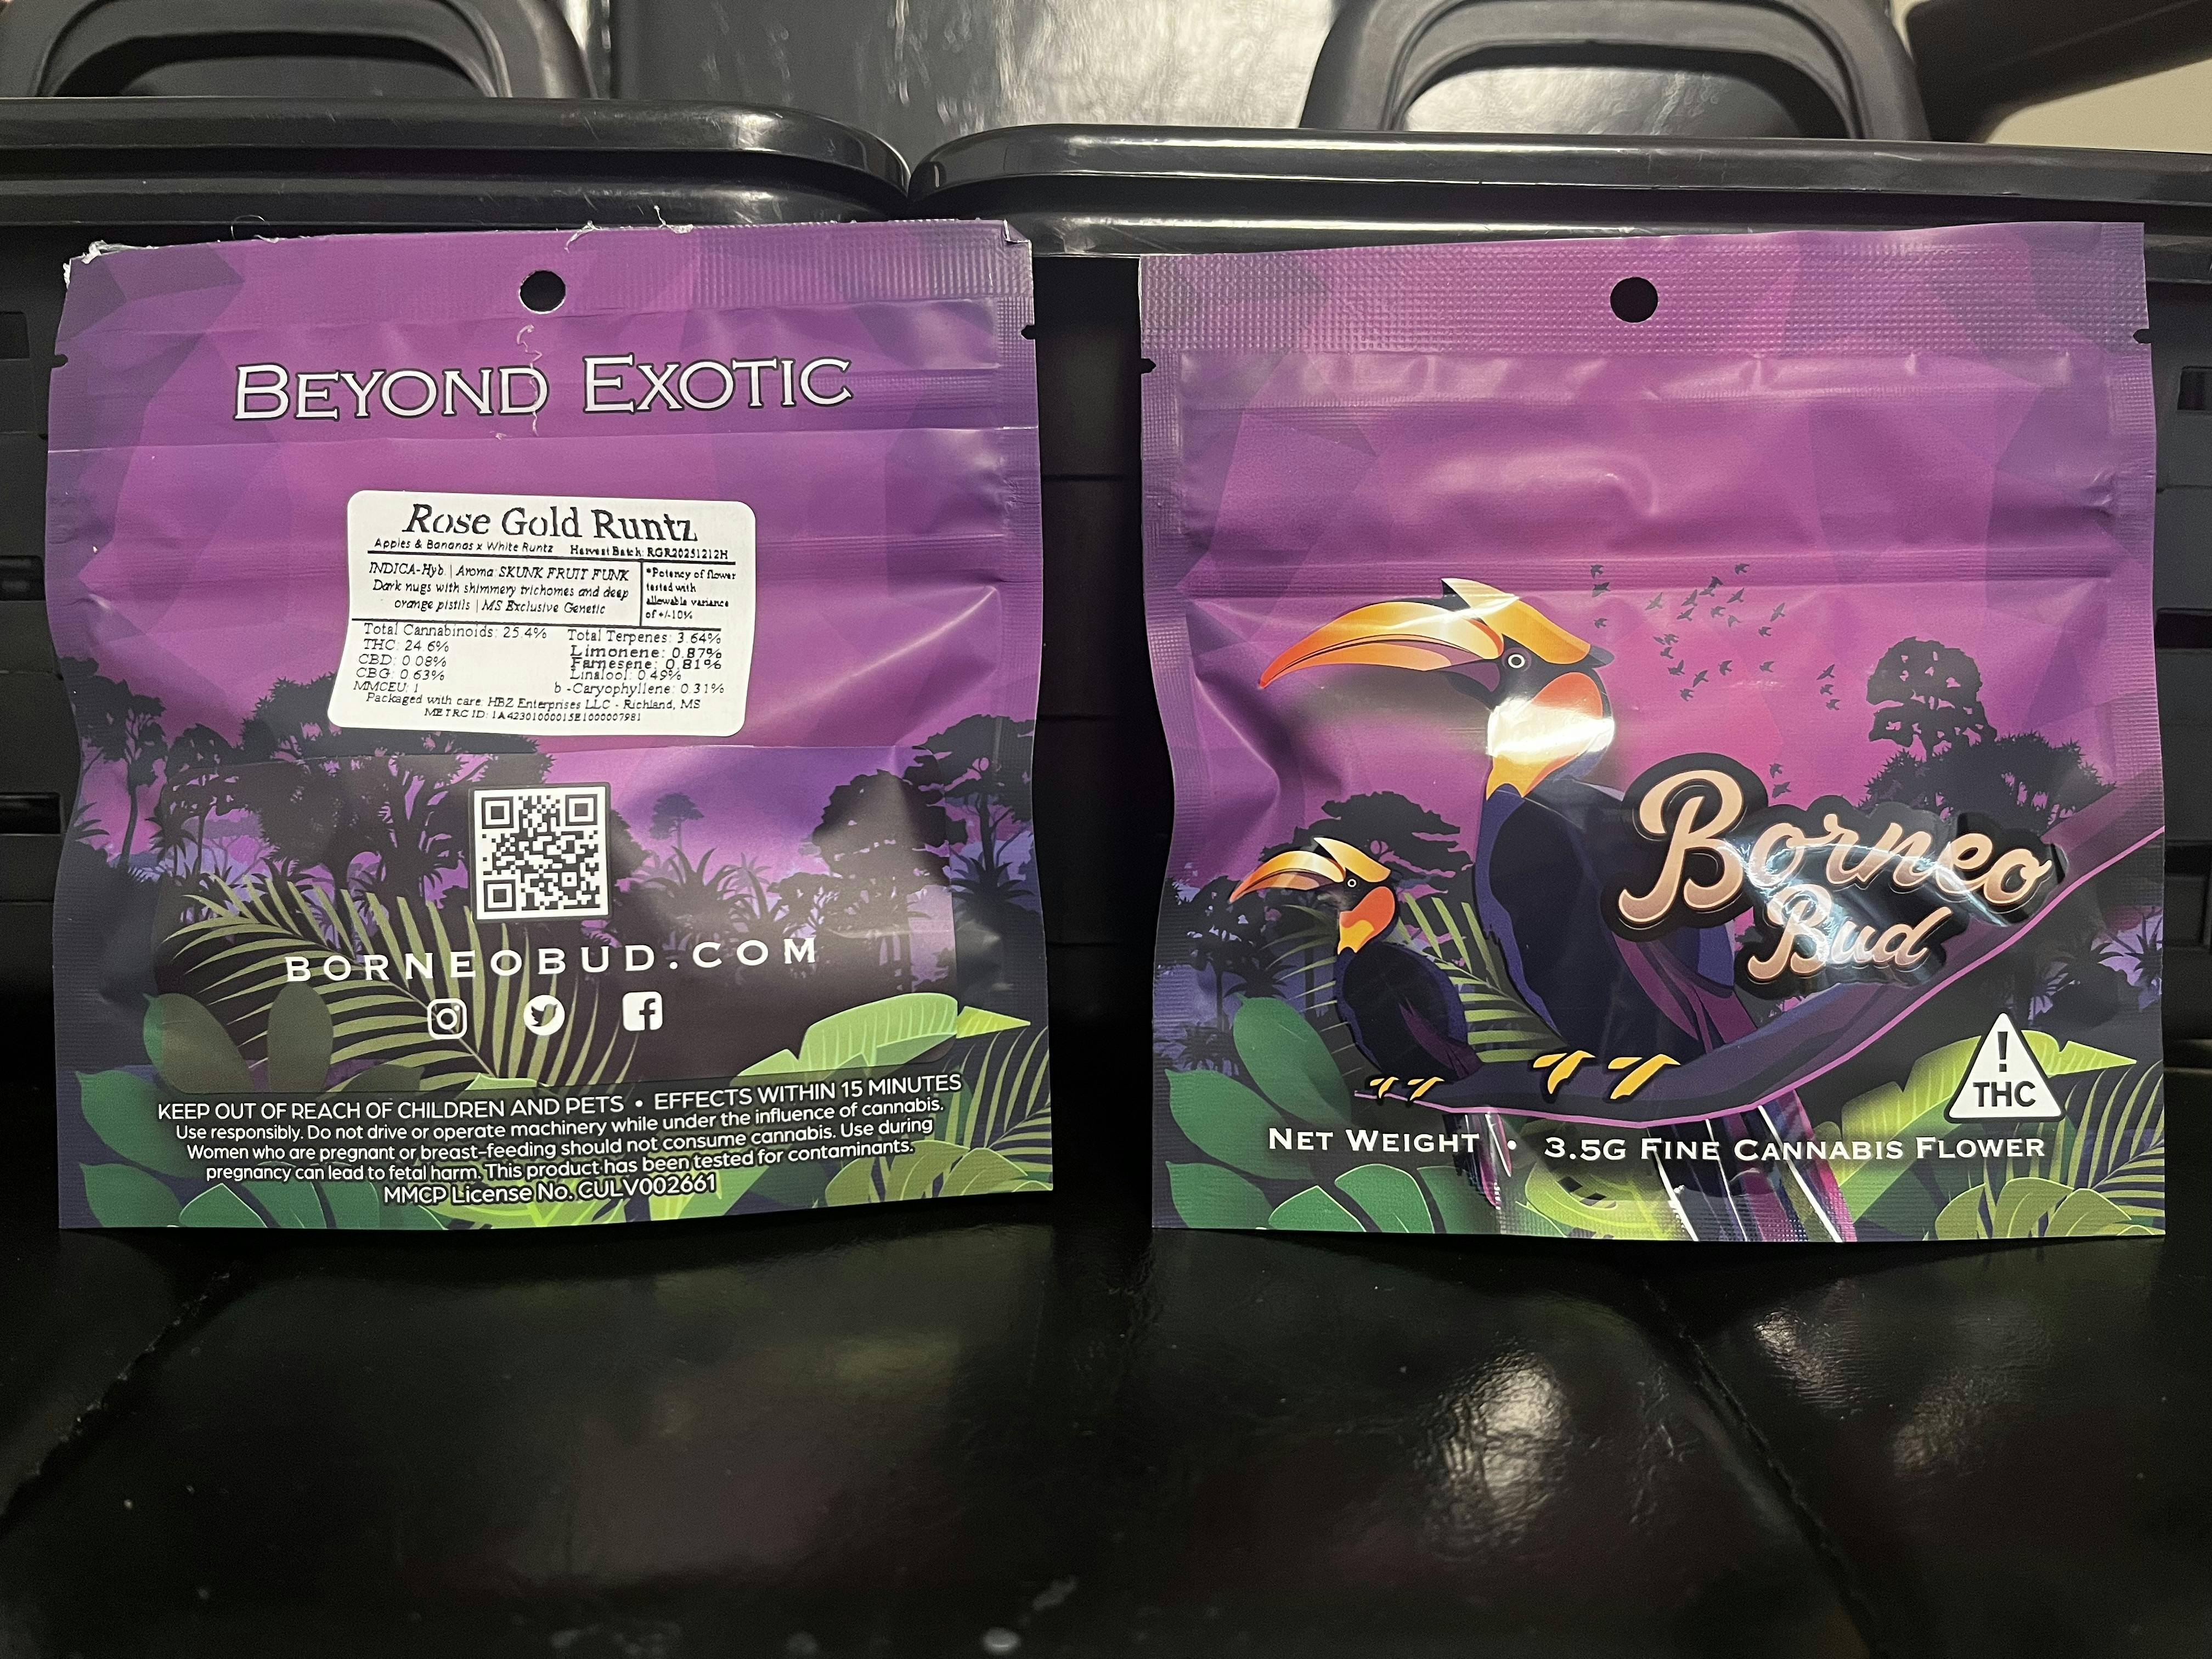 BEYOND EXOTIC
Rose Gold Runtz
Apples & Bananas x White Runtz Harvest Batch: RGR20251212H
INDICA-Hyb. | Aroma: SKUNK FRUIT FUNK
Dark nugs with shimmery trichomes and deep
orange pistils | MS Exclusive Genetic
*Potency of flower
tested with
allowable variance
of +/-10%
Total Cannabinoids: 25.4%
THC: 24.6%
CBD: 0.08%
CBG: 0.63%
MMCEU: 1
Total Terpenes: 3.64%
Limonene: 0.87%
Farnesene: 0.81%
Linalool: 0.49%
b-Caryophyllene: 0.31%
Packaged with care: HBZ Enterprises LLC - Richland, MS
METRC ID: 1A42301000015E1000007981
BORNEOBUD.COM
KEEP OUT OF REACH OF CHILDREN AND PETS • EFFECTS WITHIN 15 MINUTES
Use responsibly. Do not drive or operate machinery while under the influence of cannabis.
Women who are pregnant or breast-feeding should not consume cannabis. Use during
pregnancy can lead to fetal harm. This product has been tested for contaminants.
MMCP License No. CULV002661
Borneo
Bud
!
THC
NET WEIGHT • 3.5G FINE CANNABIS FLOWER